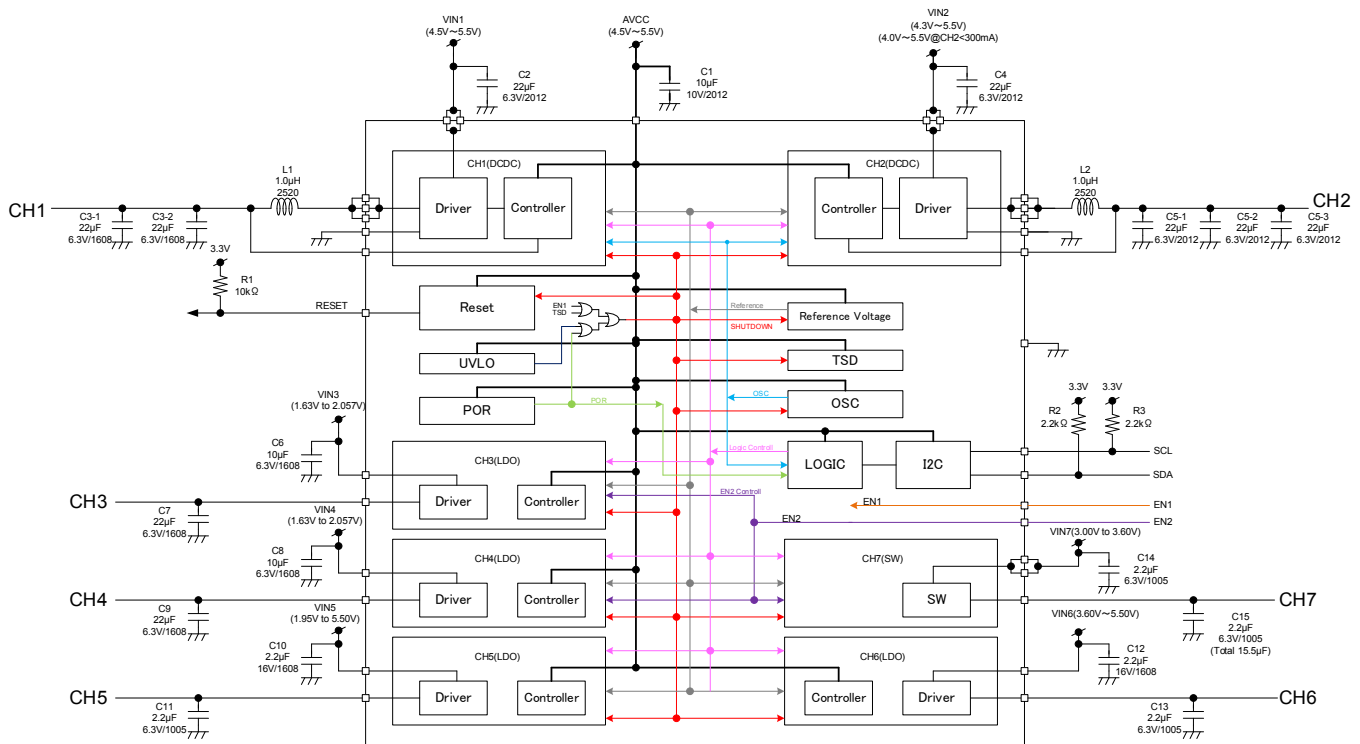 VIN1
(4.5V～5.5V)
AVCC
(4.5V～5.5V)
VIN2
(4.3V～5.5V)
(4.0V～5.5V@CH2<300mA)
C2
22μF
6.3V/2012
C1
10μF
10V/2012
C4
22μF
6.3V/2012
CH1(DCDC)
CH2(DCDC)
L1
1.0μH
2520
L2
1.0μH
2520
Driver
Controller
Controller
Driver
CH1
CH2
C3-1
22μF
6.3V/1608
C3-2
22μF
6.3V/1608
C5-1
22μF
6.3V/2012
C5-2
22μF
6.3V/2012
C5-3
22μF
6.3V/2012
3.3V
R1
10kΩ
RESET
Reset
EN1
TSD
Reference
SHUTDOWN
Reference Voltage
UVLO
TSD
POR
POR
OSC
OSC
VIN3
(1.63V to 2.057V)
3.3V
R2
2.2kΩ
3.3V
R3
2.2kΩ
C6
10μF
6.3V/1608
CH3(LDO)
Logic Controll
LOGIC
I2C
SCL
SDA
Driver
Controller
EN2 Controll
CH3
C7
22μF
6.3V/1608
EN1
EN1
EN2
EN2
VIN4
(1.63V to 2.057V)
VIN7(3.00V to 3.60V)
C8
10μF
6.3V/1608
CH4(LDO)
CH7(SW)
C14
2.2μF
6.3V/1005
Driver
Controller
SW
CH4
CH7
C9
22μF
6.3V/1608
C15
2.2μF
6.3V/1005
(Total 15.5μF)
VIN5
(1.95V to 5.50V)
VIN6(3.60V～5.50V)
C10
2.2μF
16V/1608
CH5(LDO)
CH6(LDO)
C12
2.2μF
16V/1608
Driver
Controller
Controller
Driver
CH5
CH6
C11
2.2μF
6.3V/1005
C13
2.2μF
6.3V/1005